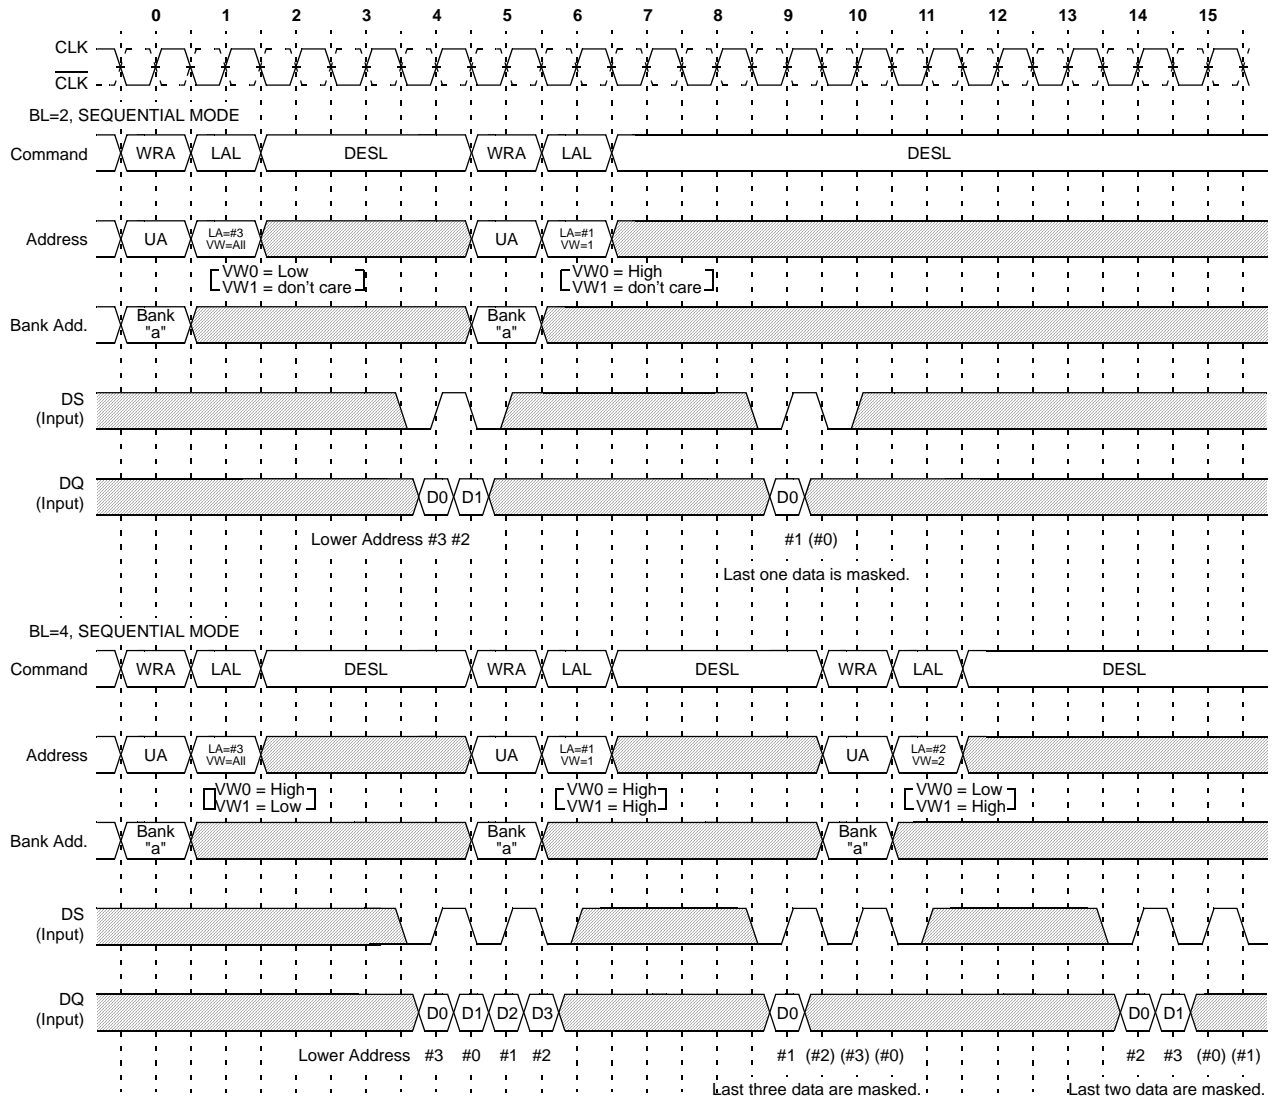 0 1 2 3 4 5 6 7 8 9 10 11 12 13 14 15
CLK
CLK
BL=2, SEQUENTIAL MODE
Command WRA LAL DESL WRA LAL DESL
Address UA LA=#3 VW=All UA LA=#1 VW=1
VW0 = Low VW0 = High
VW1 = don't care VW1 = don't care
Bank Add. Bank "a" Bank "a"
DS
(Input)
DQ
(Input) D0 D1 D0
Lower Address #3 #2 #1 (#0)
Last one data is masked.
BL=4, SEQUENTIAL MODE
Command WRA LAL DESL WRA LAL DESL WRA LAL DESL
Address UA LA=#3 VW=All UA LA=#1 VW=1 UA LA=#2 VW=2
VW0 = High VW0 = High VW0 = Low
VW1 = Low VW1 = High VW1 = High
Bank Add. Bank "a" Bank "a" Bank "a"
DS
(Input)
DQ
(Input) D0 D1 D2 D3 D0 D0 D1
Lower Address #3 #0 #1 #2 #1 (#2) (#3) (#0) #2 #3 (#0) (#1)
Last three data are masked. Last two data are masked.